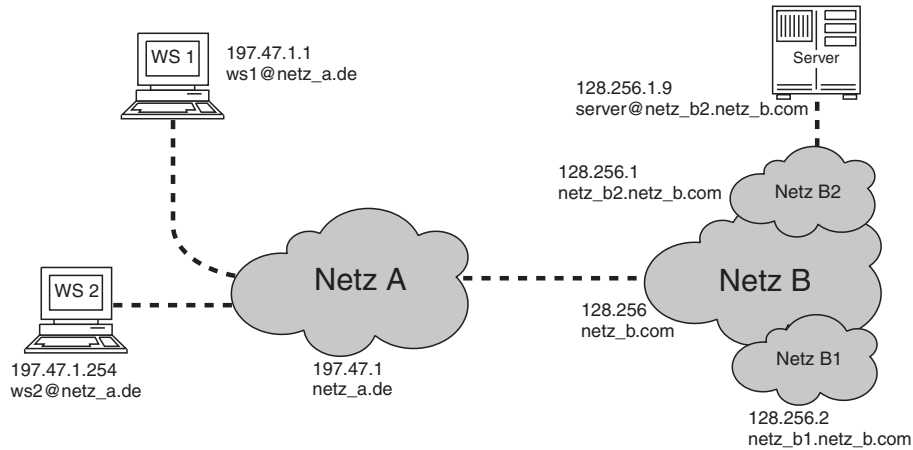 WS 1
197.47.1.1
ws1@netz_a.de
Server
128.256.1.9
server@netz_b2.netz_b.com
128.256.1
netz_b2.netz_b.com
Netz B2
Netz A
Netz B
WS 2
128.256
netz_b.com
Netz B1
197.47.1.254
ws2@netz_a.de
197.47.1
netz_a.de
128.256.2
netz_b1.netz_b.com